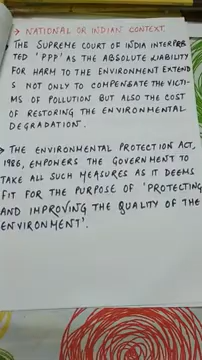 → NATIONAL OR INDIAN CONTEXT
THE SUPREME COURT OF INDIA INTERPRE
TED 'PPP' AS THE ABSOLUTE LIABILITY
FOR HARM TO THE ENVIRONMENT EXTEND
S NOT ONLY TO COMPENSATE THE VICTI-
MS OF POLLUTION BUT ALSO THE COST
OF RESTORING THE ENVIRONMENTAL
DEGRADATION.
→ THE ENVIRONMENTAL PROTECTION ACT,
1986, EMPOWERS THE GOVERNMENT TO
TAKE ALL SUCH MEASURES AS IT DEEMS
FIT FOR THE PURPOSE OF 'PROTECTING
AND IMPROVING THE QUALITY OF THE
ENVIRONMENT'.